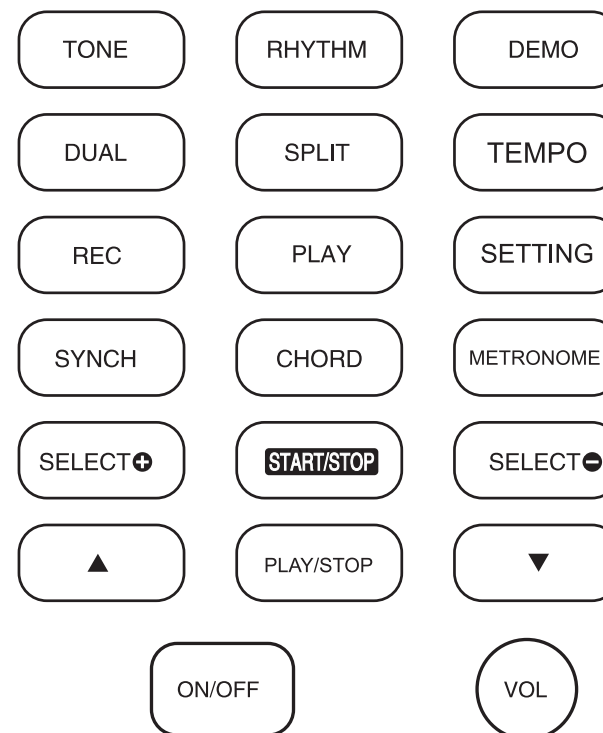 TONE RHYTHM DEMO
DUAL SPLIT TEMPO
REC PLAY SETTING
SYNCH CHORD METRONOME
SELECT+ START/STOP SELECT-
▲ PLAY/STOP ▼
ON/OFF VOL